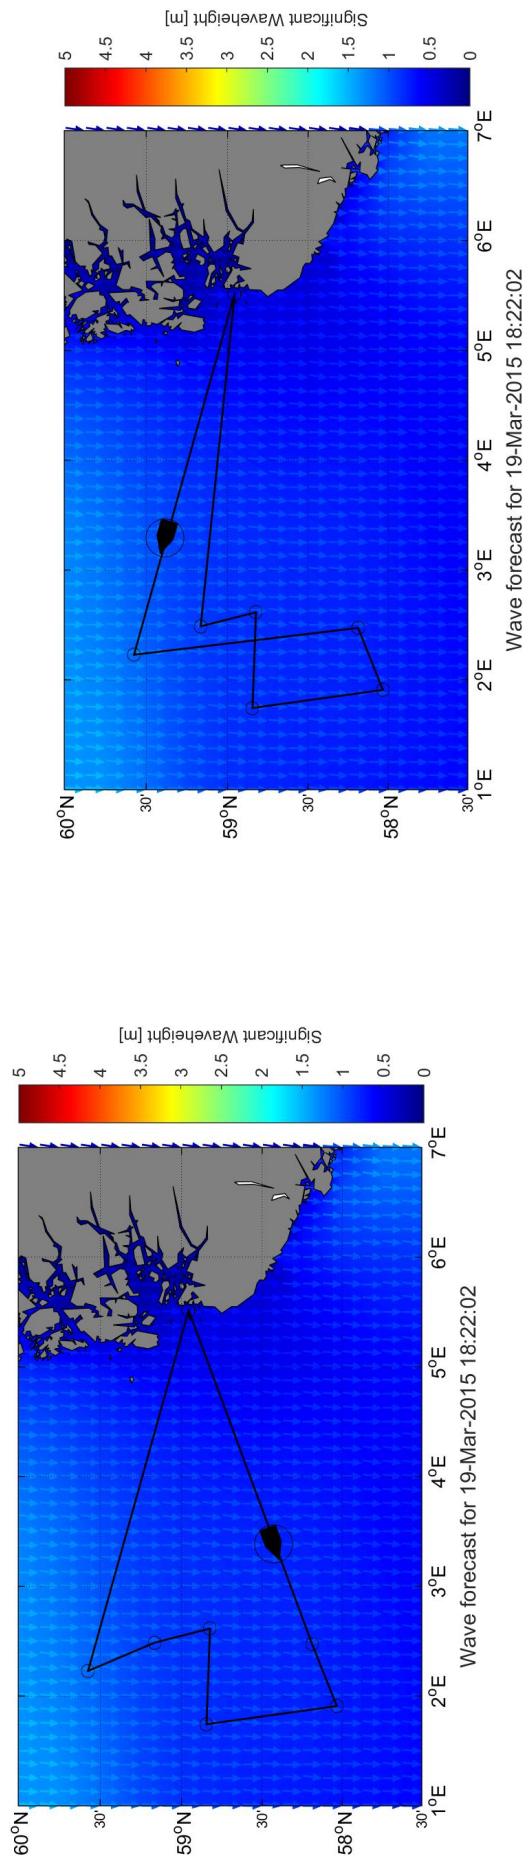 60°N
30'
59°N
30'
58°N
30'
1°E 2°E 3°E 4°E 5°E 6°E 7°E
5
4.5
4
3.5
3
2.5
2
1.5
1
0.5
0
Significant Waveheight [m]
Wave forecast for 19-Mar-2015 18:22:02
60°N
30'
59°N
30'
58°N
30'
1°E 2°E 3°E 4°E 5°E 6°E 7°E
5
4.5
4
3.5
3
2.5
2
1.5
1
0.5
0
Significant Waveheight [m]
Wave forecast for 19-Mar-2015 18:22:02